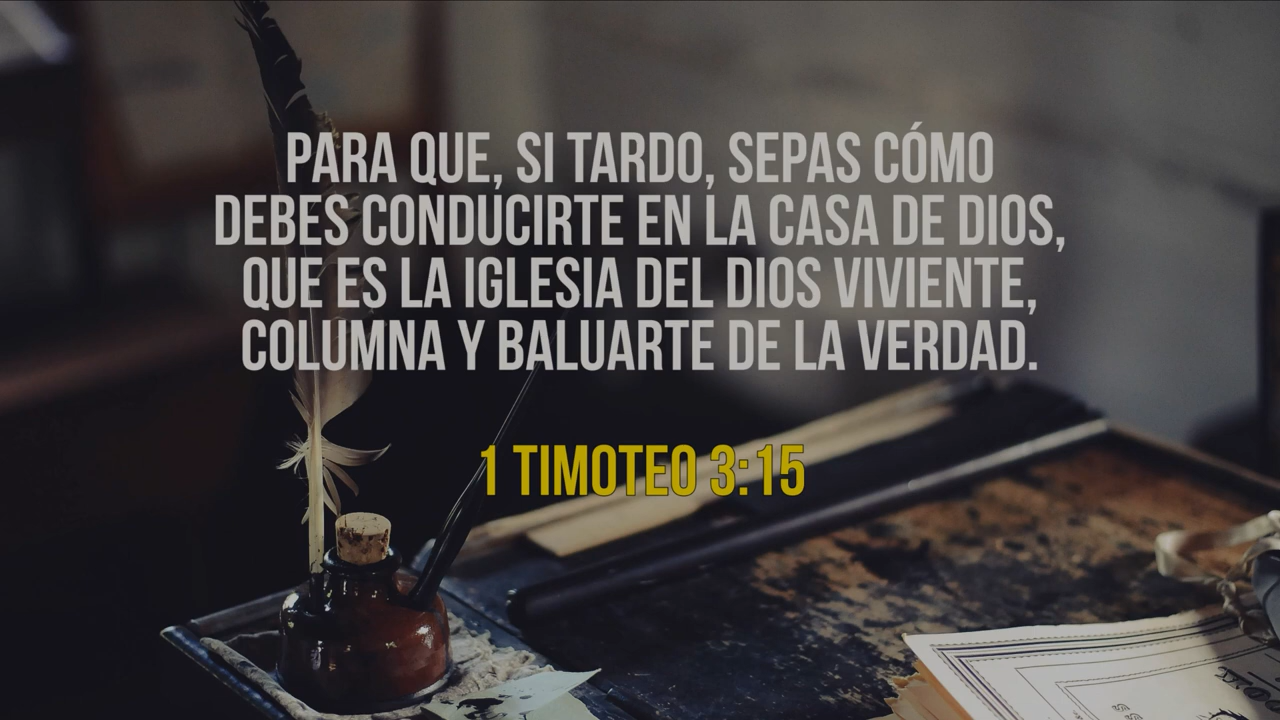 PARA QUE, SI TARDO, SEPAS CÓMO
DEBES CONDUCIRTE EN LA CASA DE DIOS,
QUE ES LA IGLESIA DEL DIOS VIVIENTE,
COLUMNA Y BALUARTE DE LA VERDAD.
1 TIMOTEO 3:15